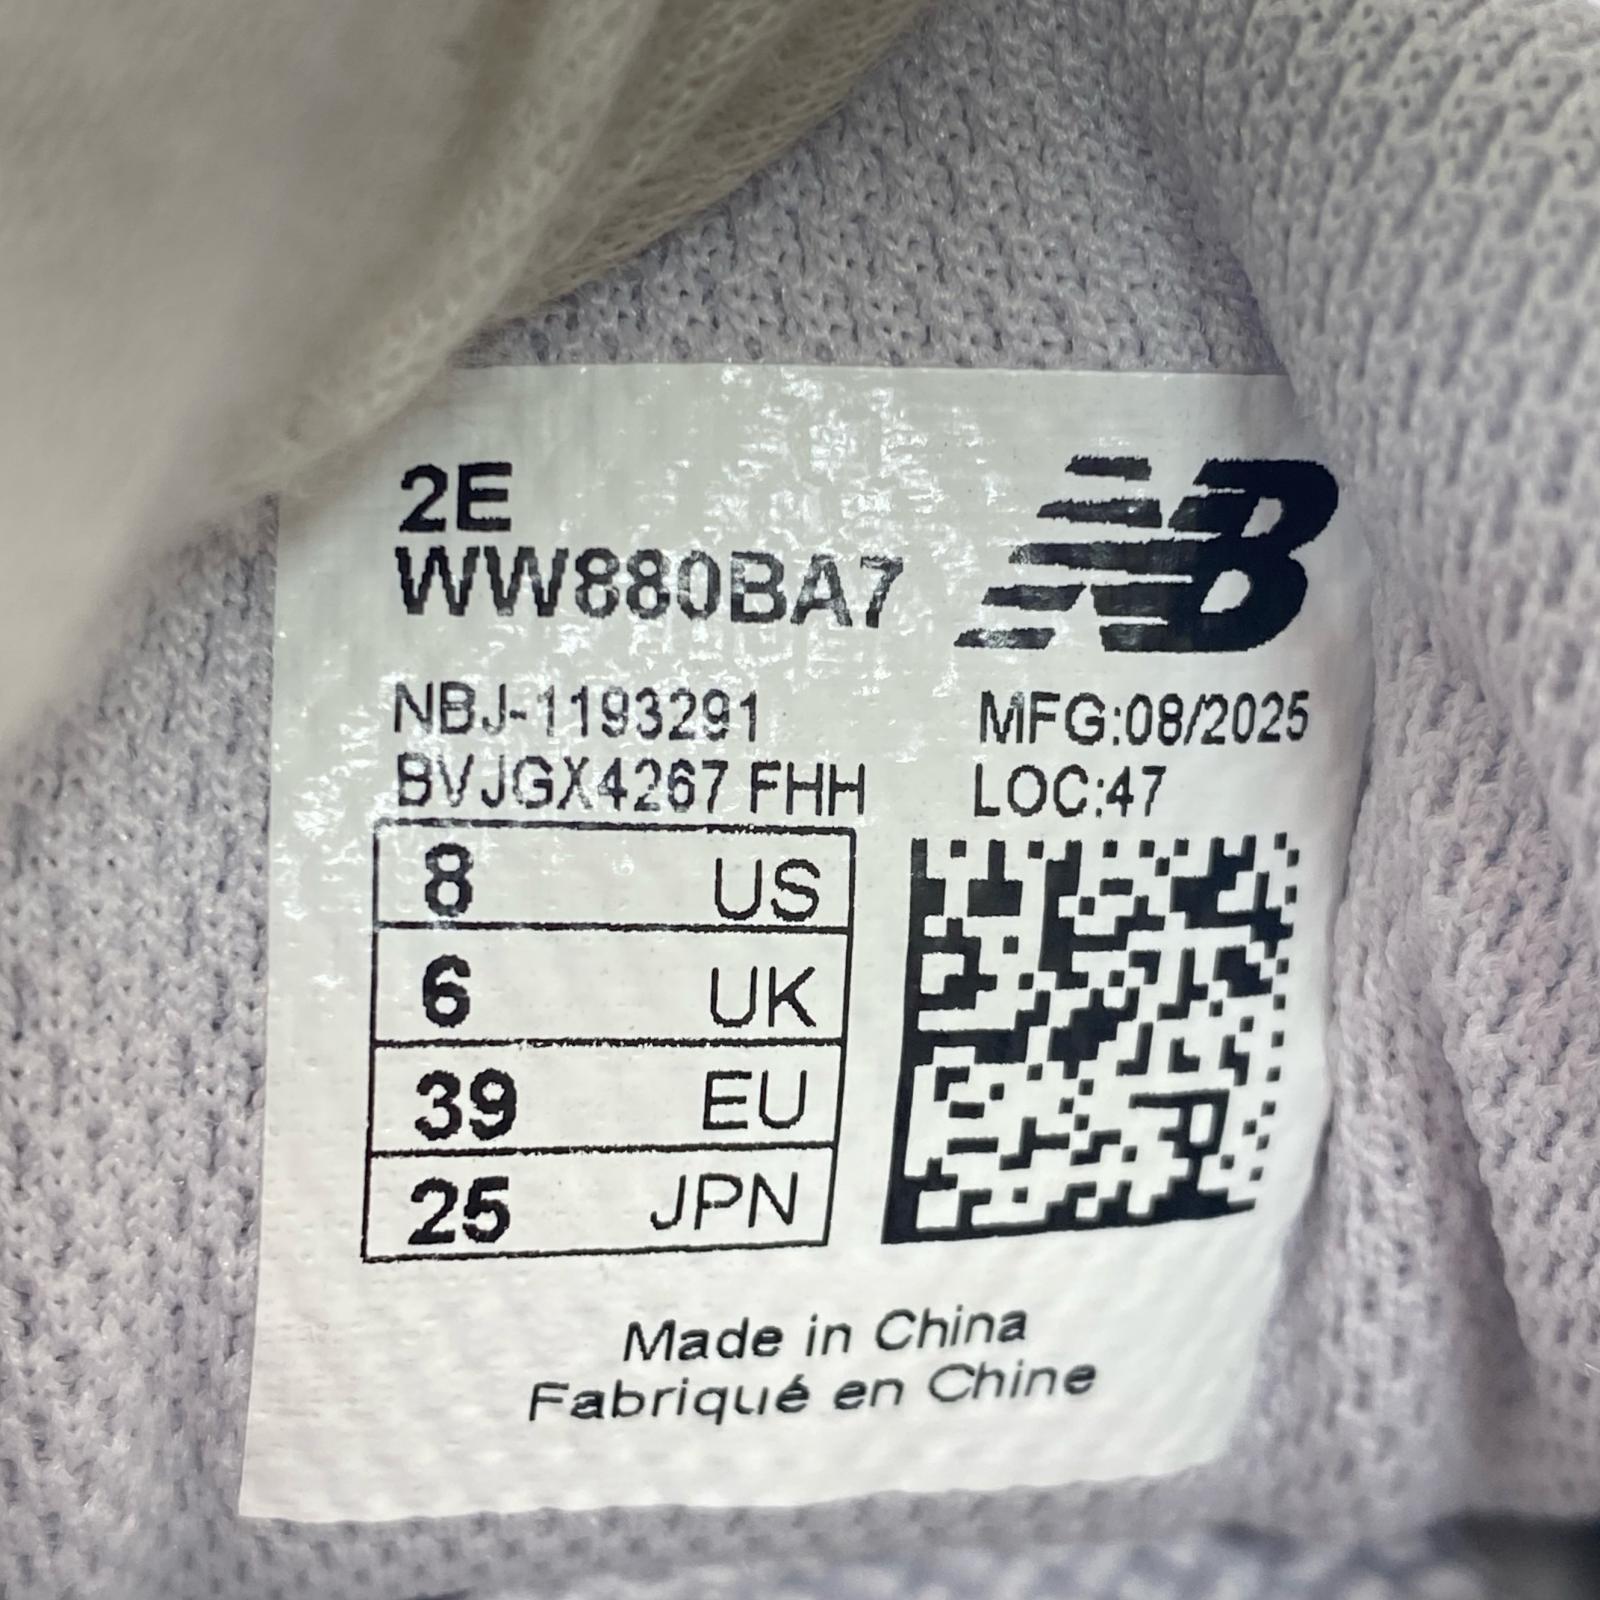 2E
WW880BA7
NB
NBJ-1193291
MFG:08/2025
BVJGX4267 FHH
LOC:47
8 US
6 UK
39 EU
25 JPN
Made in China
Fabriqué en Chine